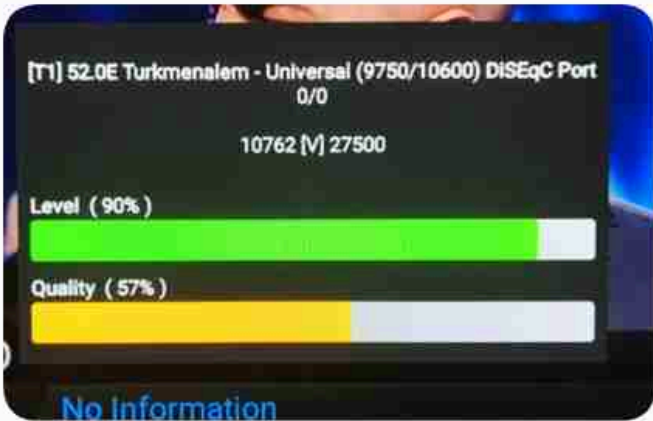 [T1] 52.0E Turkmenalem - Universal (9750/10600) DiSEqC Port
0/0
10762 [V] 27500
Level ( 90% )
Quality ( 57% )
No Information